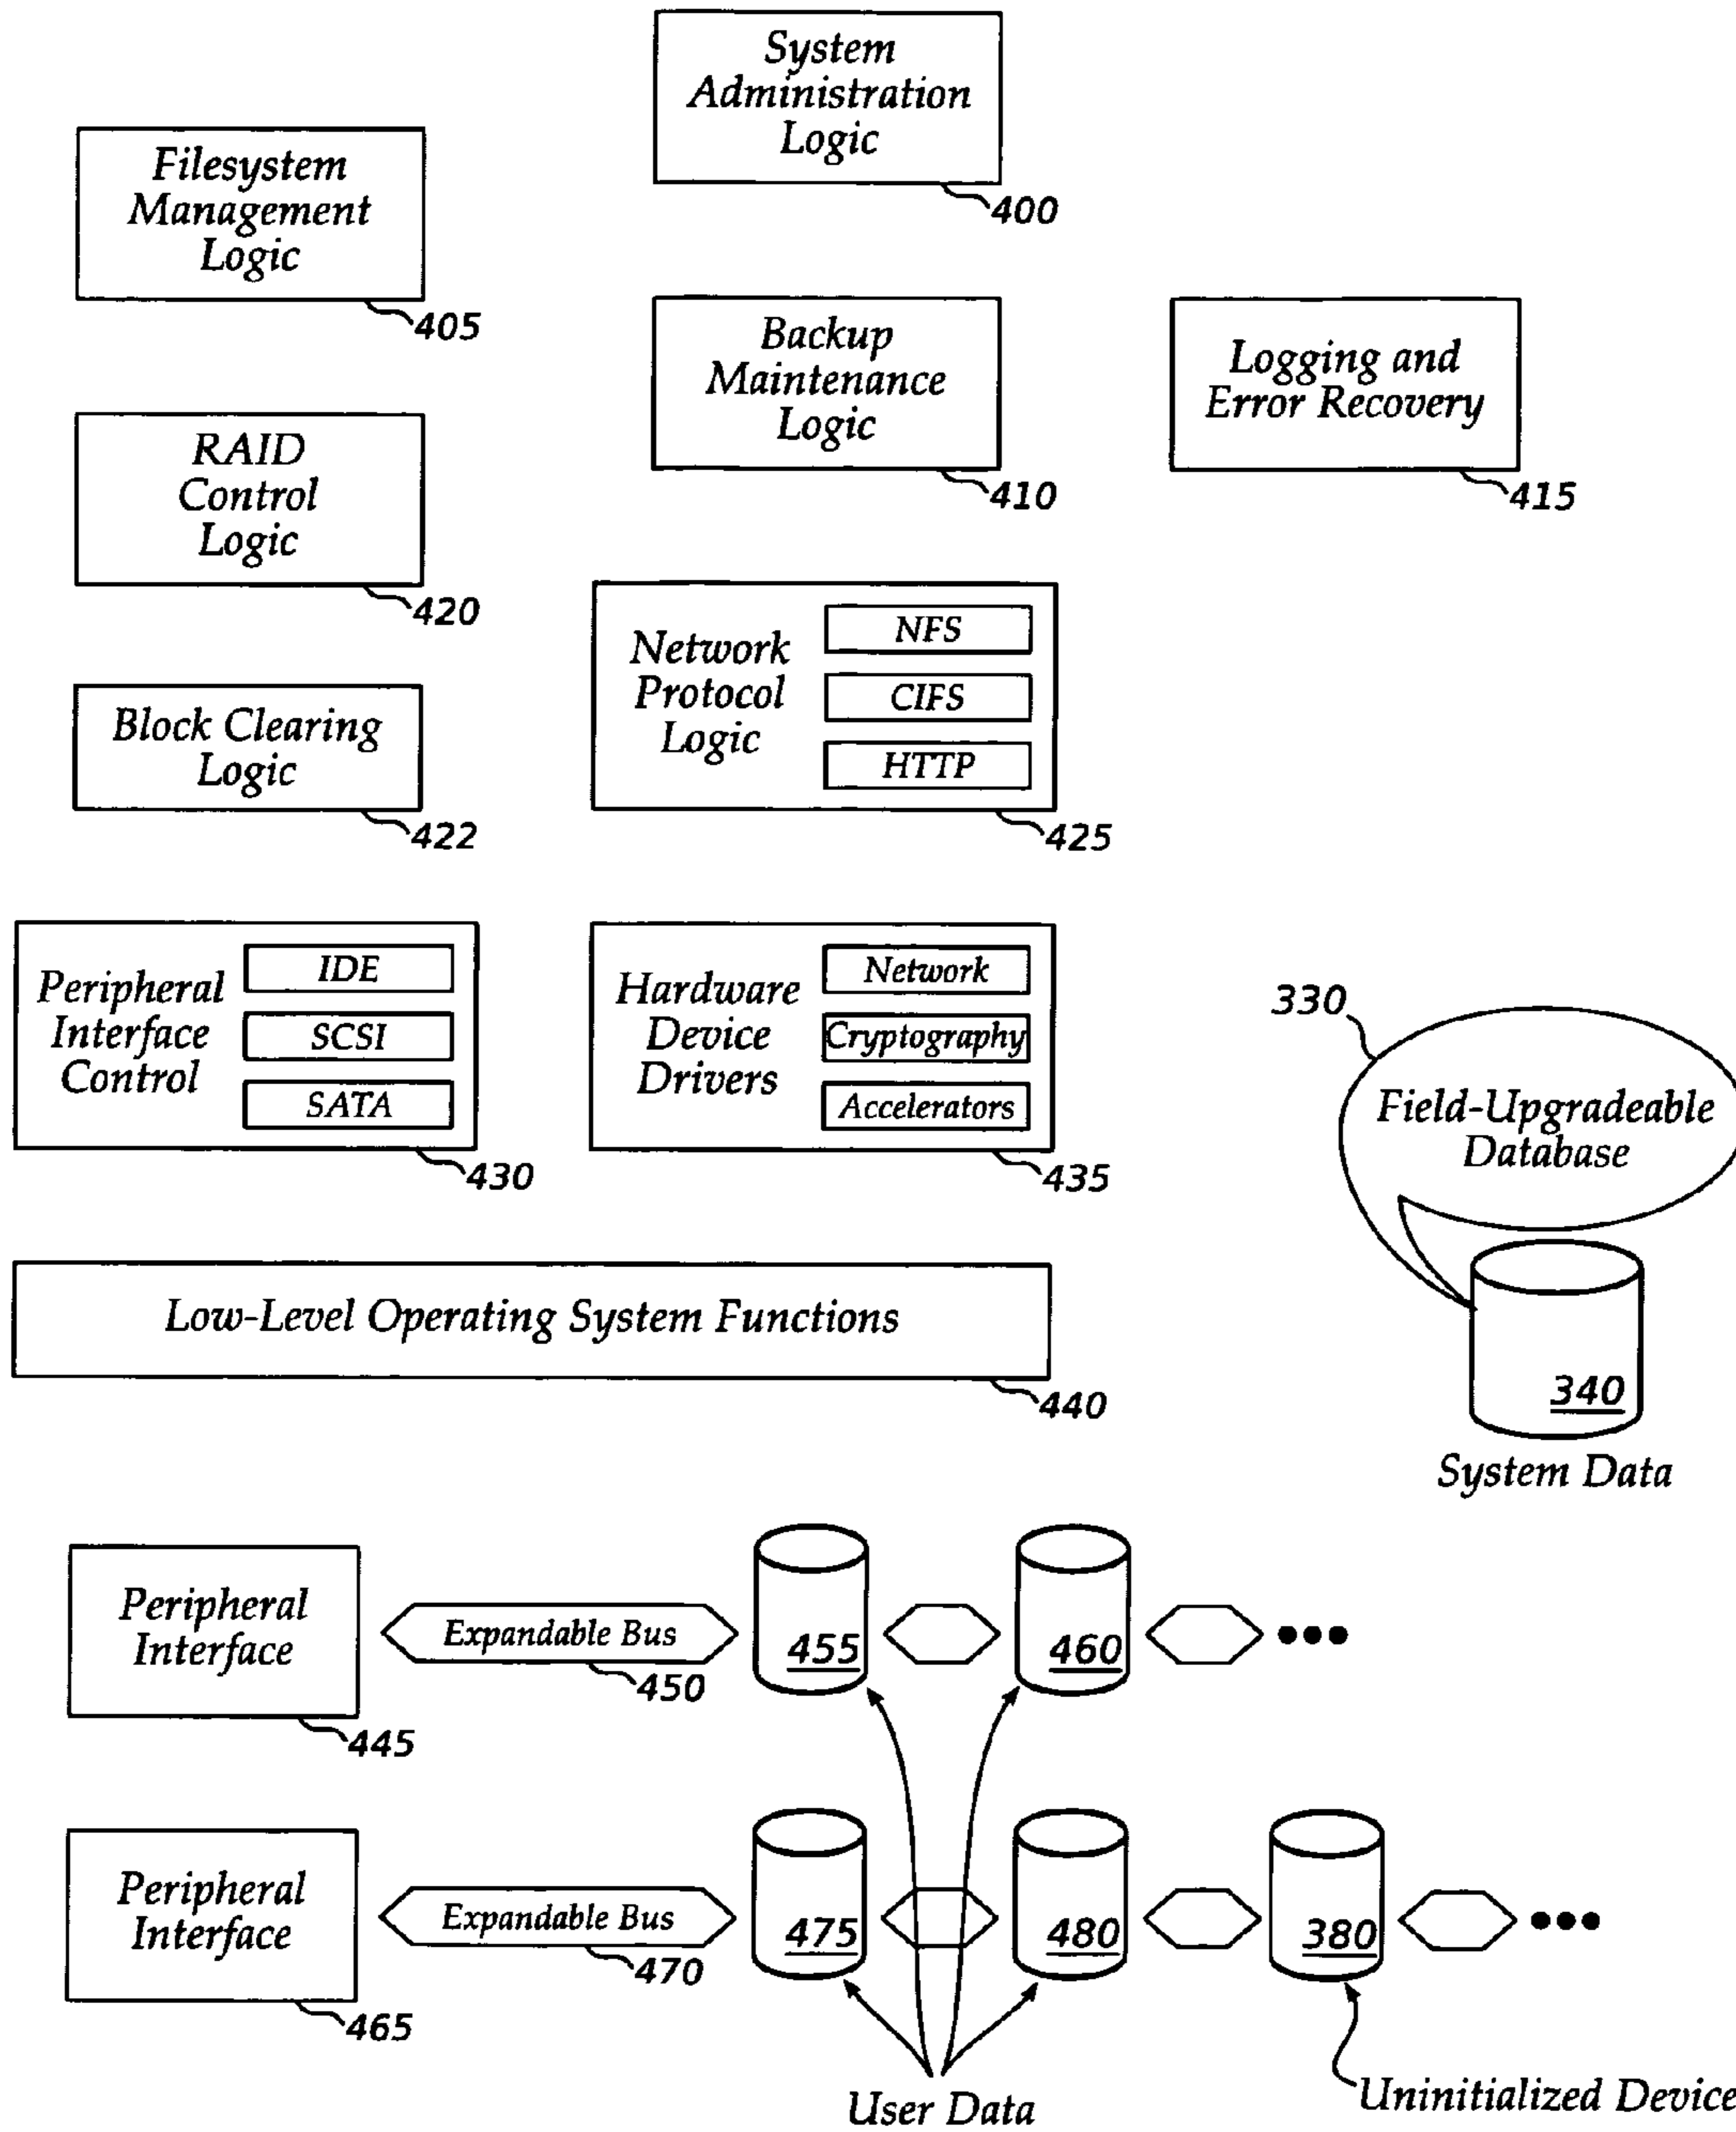 System
Administration
Logic
400
Filesystem
Management
Logic
405
Backup
Maintenance
Logic
410
Logging and
Error Recovery
415
RAID
Control
Logic
420
Network
Protocol
Logic
NFS
CIFS
HTTP
425
Block Clearing
Logic
422
Peripheral
Interface
Control
IDE
SCSI
SATA
430
Hardware
Device
Drivers
Network
Cryptography
Accelerators
435
330
Field-Upgradeable
Database
Low-Level Operating System Functions
440
340
System Data
Peripheral
Interface
445
Expandable Bus
450
455
460
Peripheral
Interface
465
Expandable Bus
470
475
480
380
User Data
Uninitialized Device